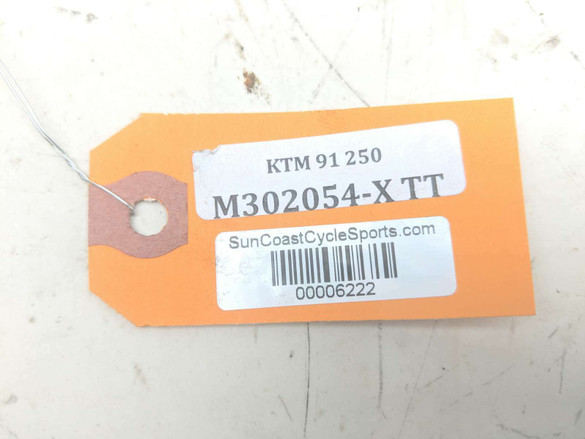 KTM 91 250
M302054-X TT
SunCoastCycleSports.com
00006222